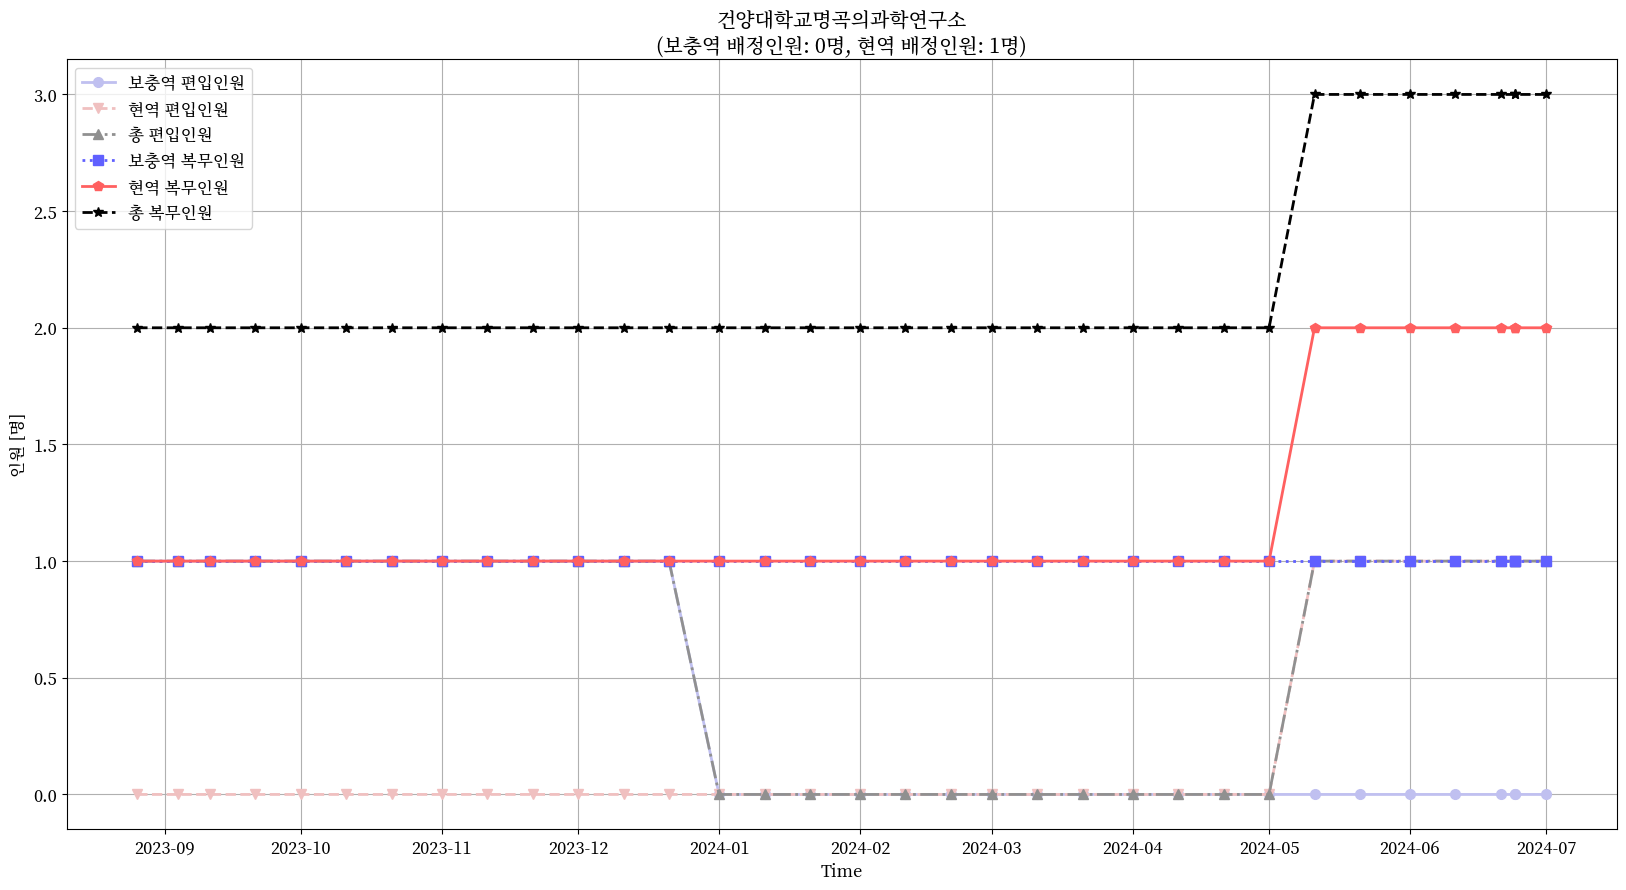 건양대학교명곡의과학연구소
(보충역 배정인원: 0명, 현역 배정인원: 1명)
보충역 편입인원
현역 편입인원
총 편입인원
보충역 복무인원
현역 복무인원
총 복무인원
3.0
2.5
2.0
1.5
1.0
0.5
0.0
인원 [명]
2023-09
2023-10
2023-11
2023-12
2024-01
2024-02
2024-03
2024-04
2024-05
2024-06
2024-07
Time